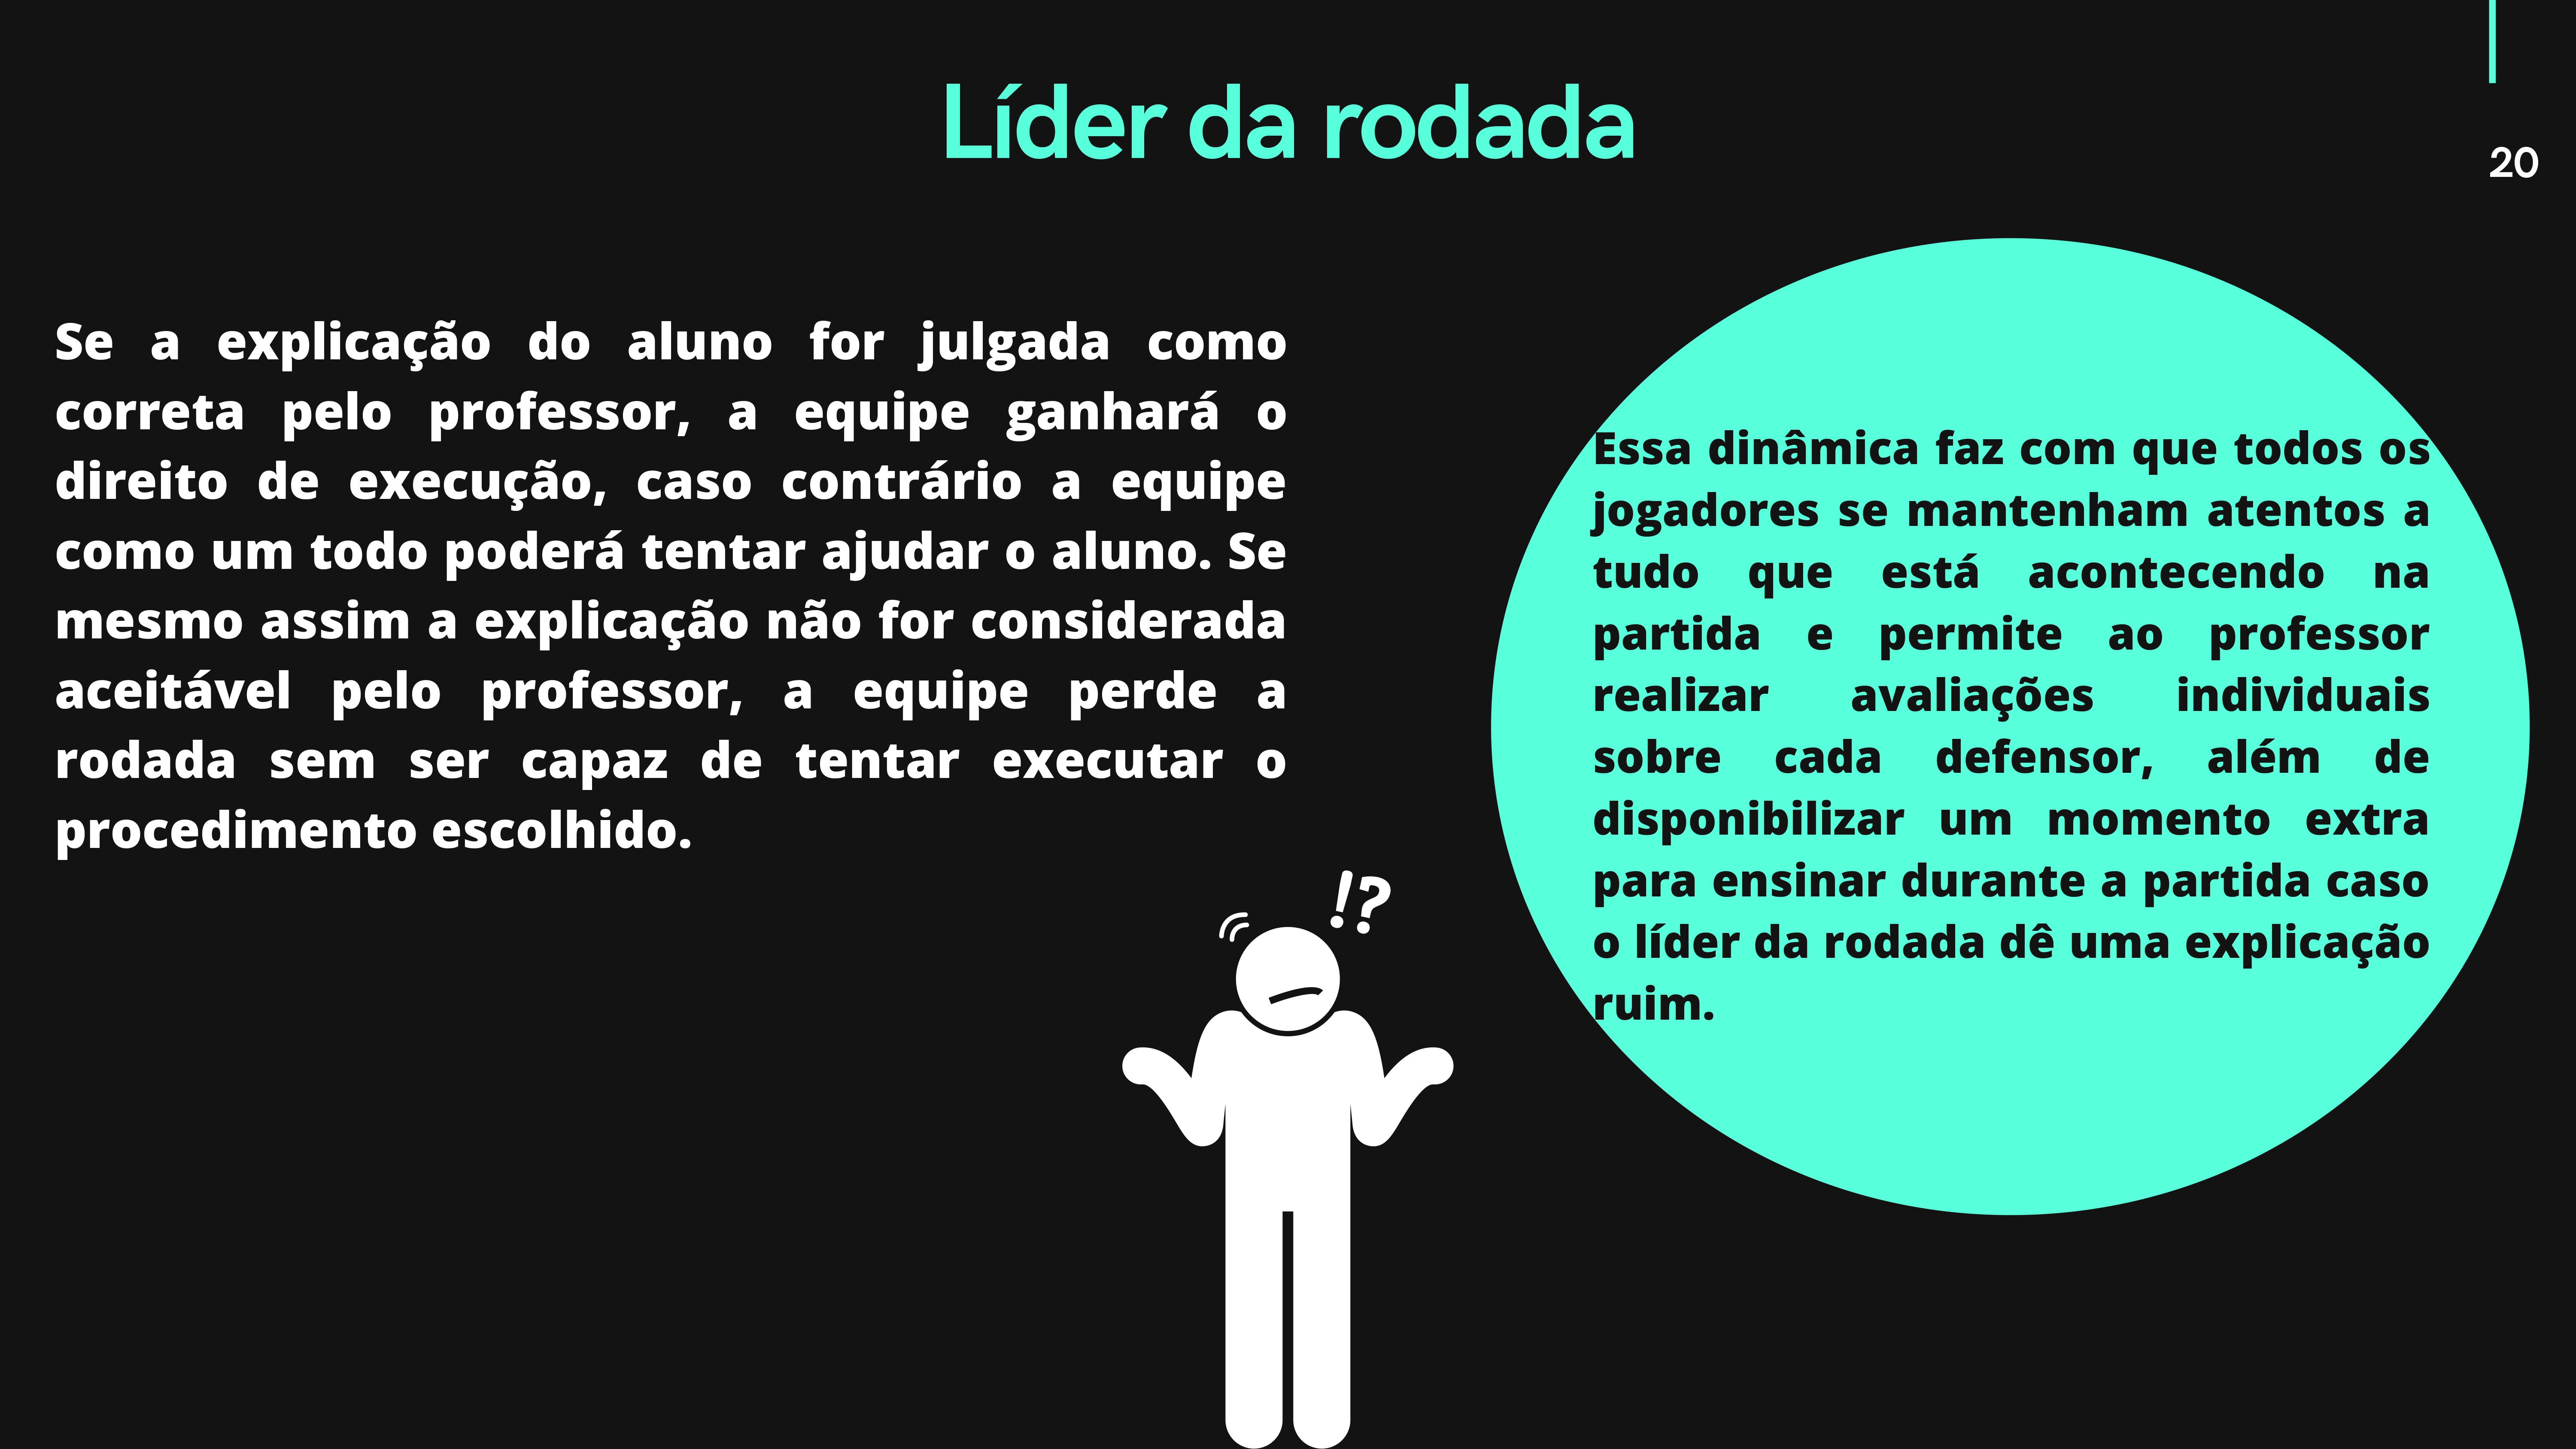 Líder da rodada
20
Se a explicação do aluno for julgada como
correta pelo professor, a equipe ganhará o
direito de execução, caso contrário a equipe
como um todo poderá tentar ajudar o aluno. Se
mesmo assim a explicação não for considerada
aceitável pelo professor, a equipe perde a
rodada sem ser capaz de tentar executar o
procedimento escolhido.
!?
Essa dinâmica faz com que todos os
jogadores se mantenham atentos a
tudo que está acontecendo na
partida e permite ao professor
realizar avaliações individuais
sobre cada defensor, além de
disponibilizar um momento extra
para ensinar durante a partida caso
o líder da rodada dê uma explicação
ruim.